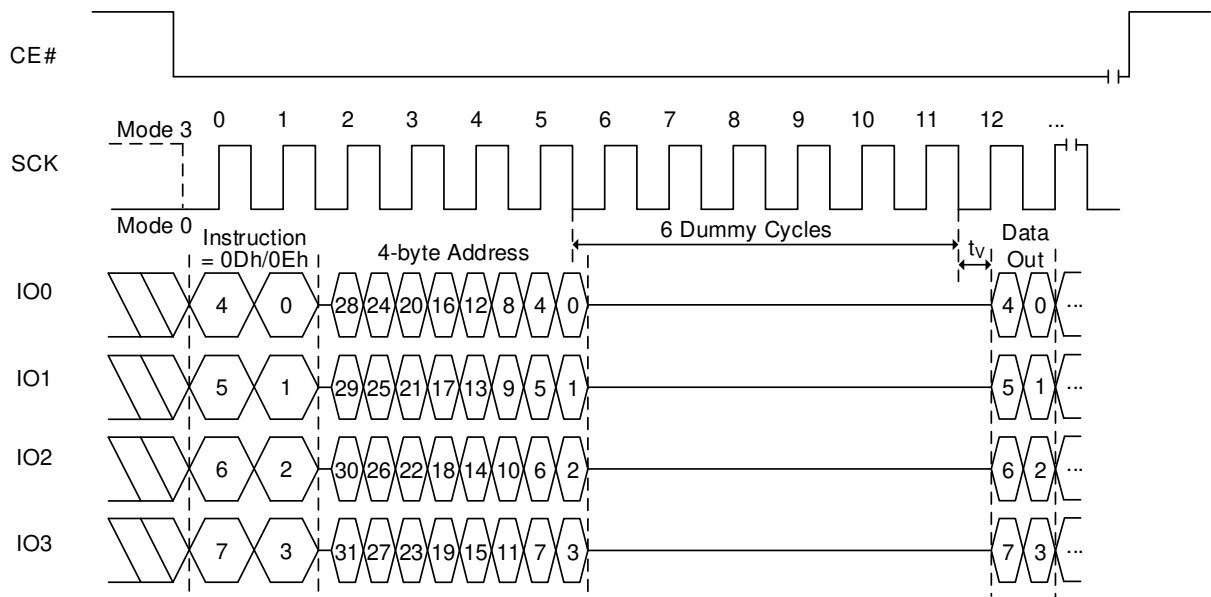 CE#
Mode 3 0 1 2 3 4 5 6 7 8 9 10 11 12 ...
SCK
Mode 0
Instruction
= 0Dh/0Eh
4-byte Address
6 Dummy Cycles
tV
Data
Out
IO0 4 0 28 24 20 16 12 8 4 0 4 0 ...
IO1 5 1 29 25 21 17 13 9 5 1 5 1 ...
IO2 6 2 30 26 22 18 14 10 6 2 6 2 ...
IO3 7 3 31 27 23 19 15 11 7 3 7 3 ...